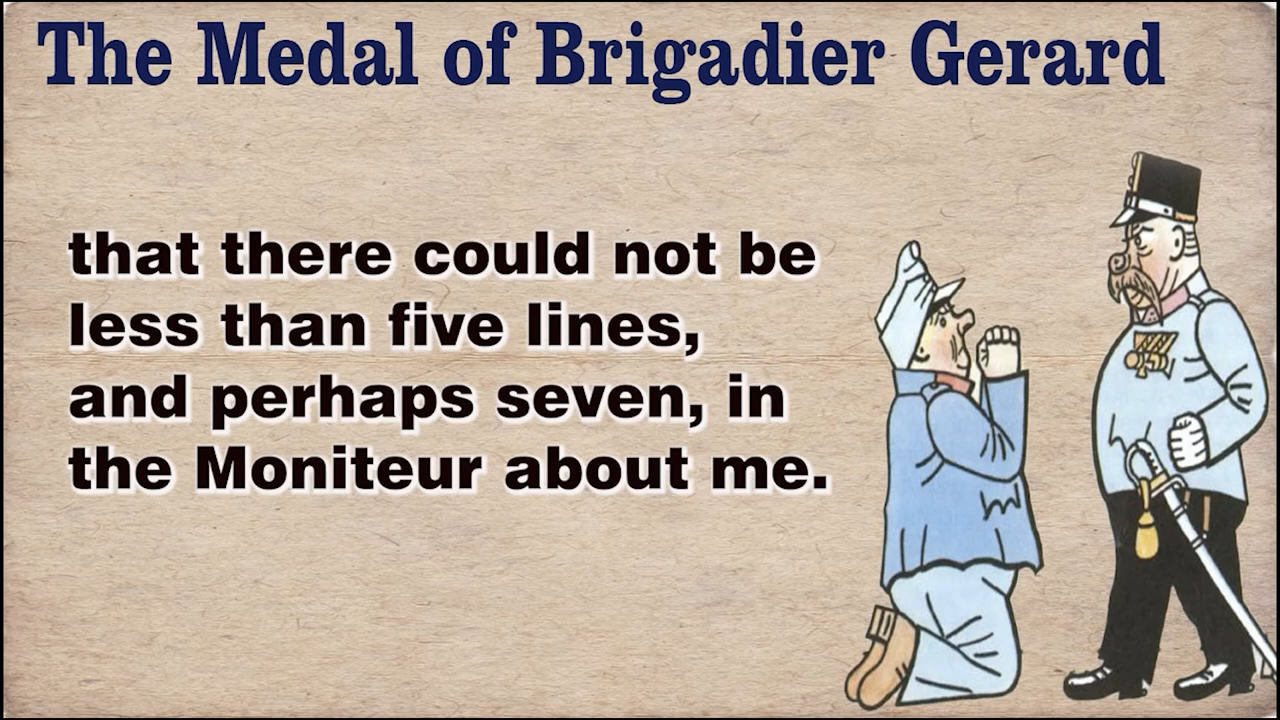 The Medal of Brigadier Gerard
that there could not be
less than five lines,
and perhaps seven, in
the Moniteur about me.